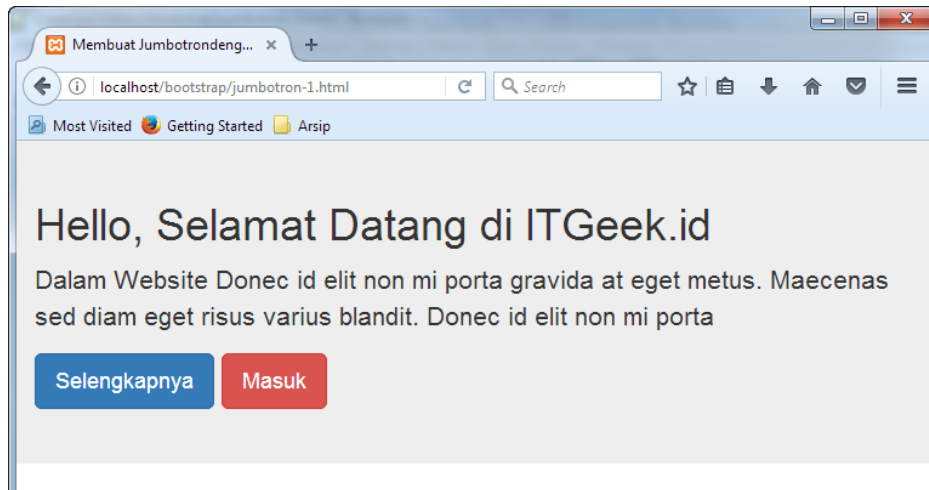 Membuat Jumbotrondeng...
localhost/bootstrap/jumbotron-1.html
Search
Most Visited Getting Started Arsip
Hello, Selamat Datang di ITGeek.id
Dalam Website Donec id elit non mi porta gravida at eget metus. Maecenas
sed diam eget risus varius blandit. Donec id elit non mi porta
Selengkapnya Masuk